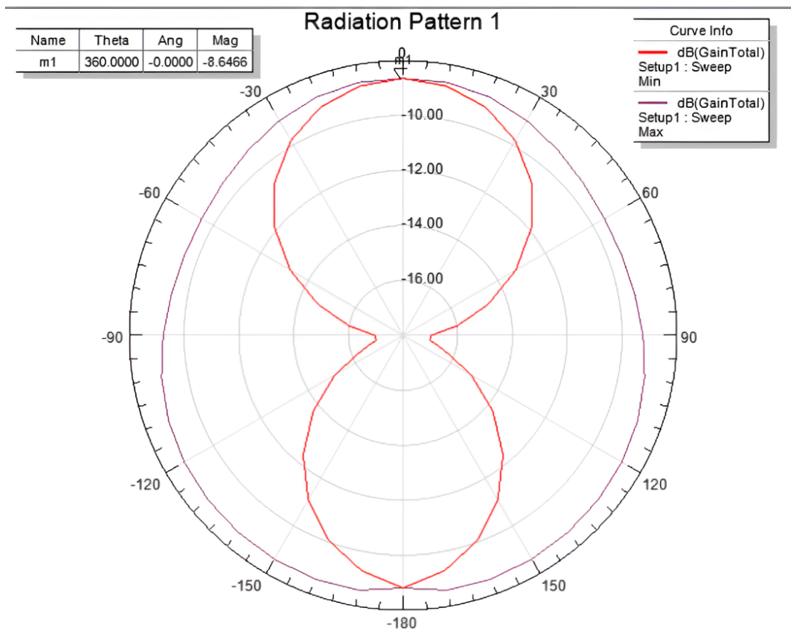 Radiation Pattern 1
Name Theta Ang Mag
m1 360.0000 -0.0000 -8.6466
Curve Info
dB(GainTotal)
Setup1 : Sweep
Min
dB(GainTotal)
Setup1 : Sweep
Max
0
m1
-30
30
-10.00
-60
60
-12.00
-14.00
-16.00
-90
90
-120
120
-150
150
-180